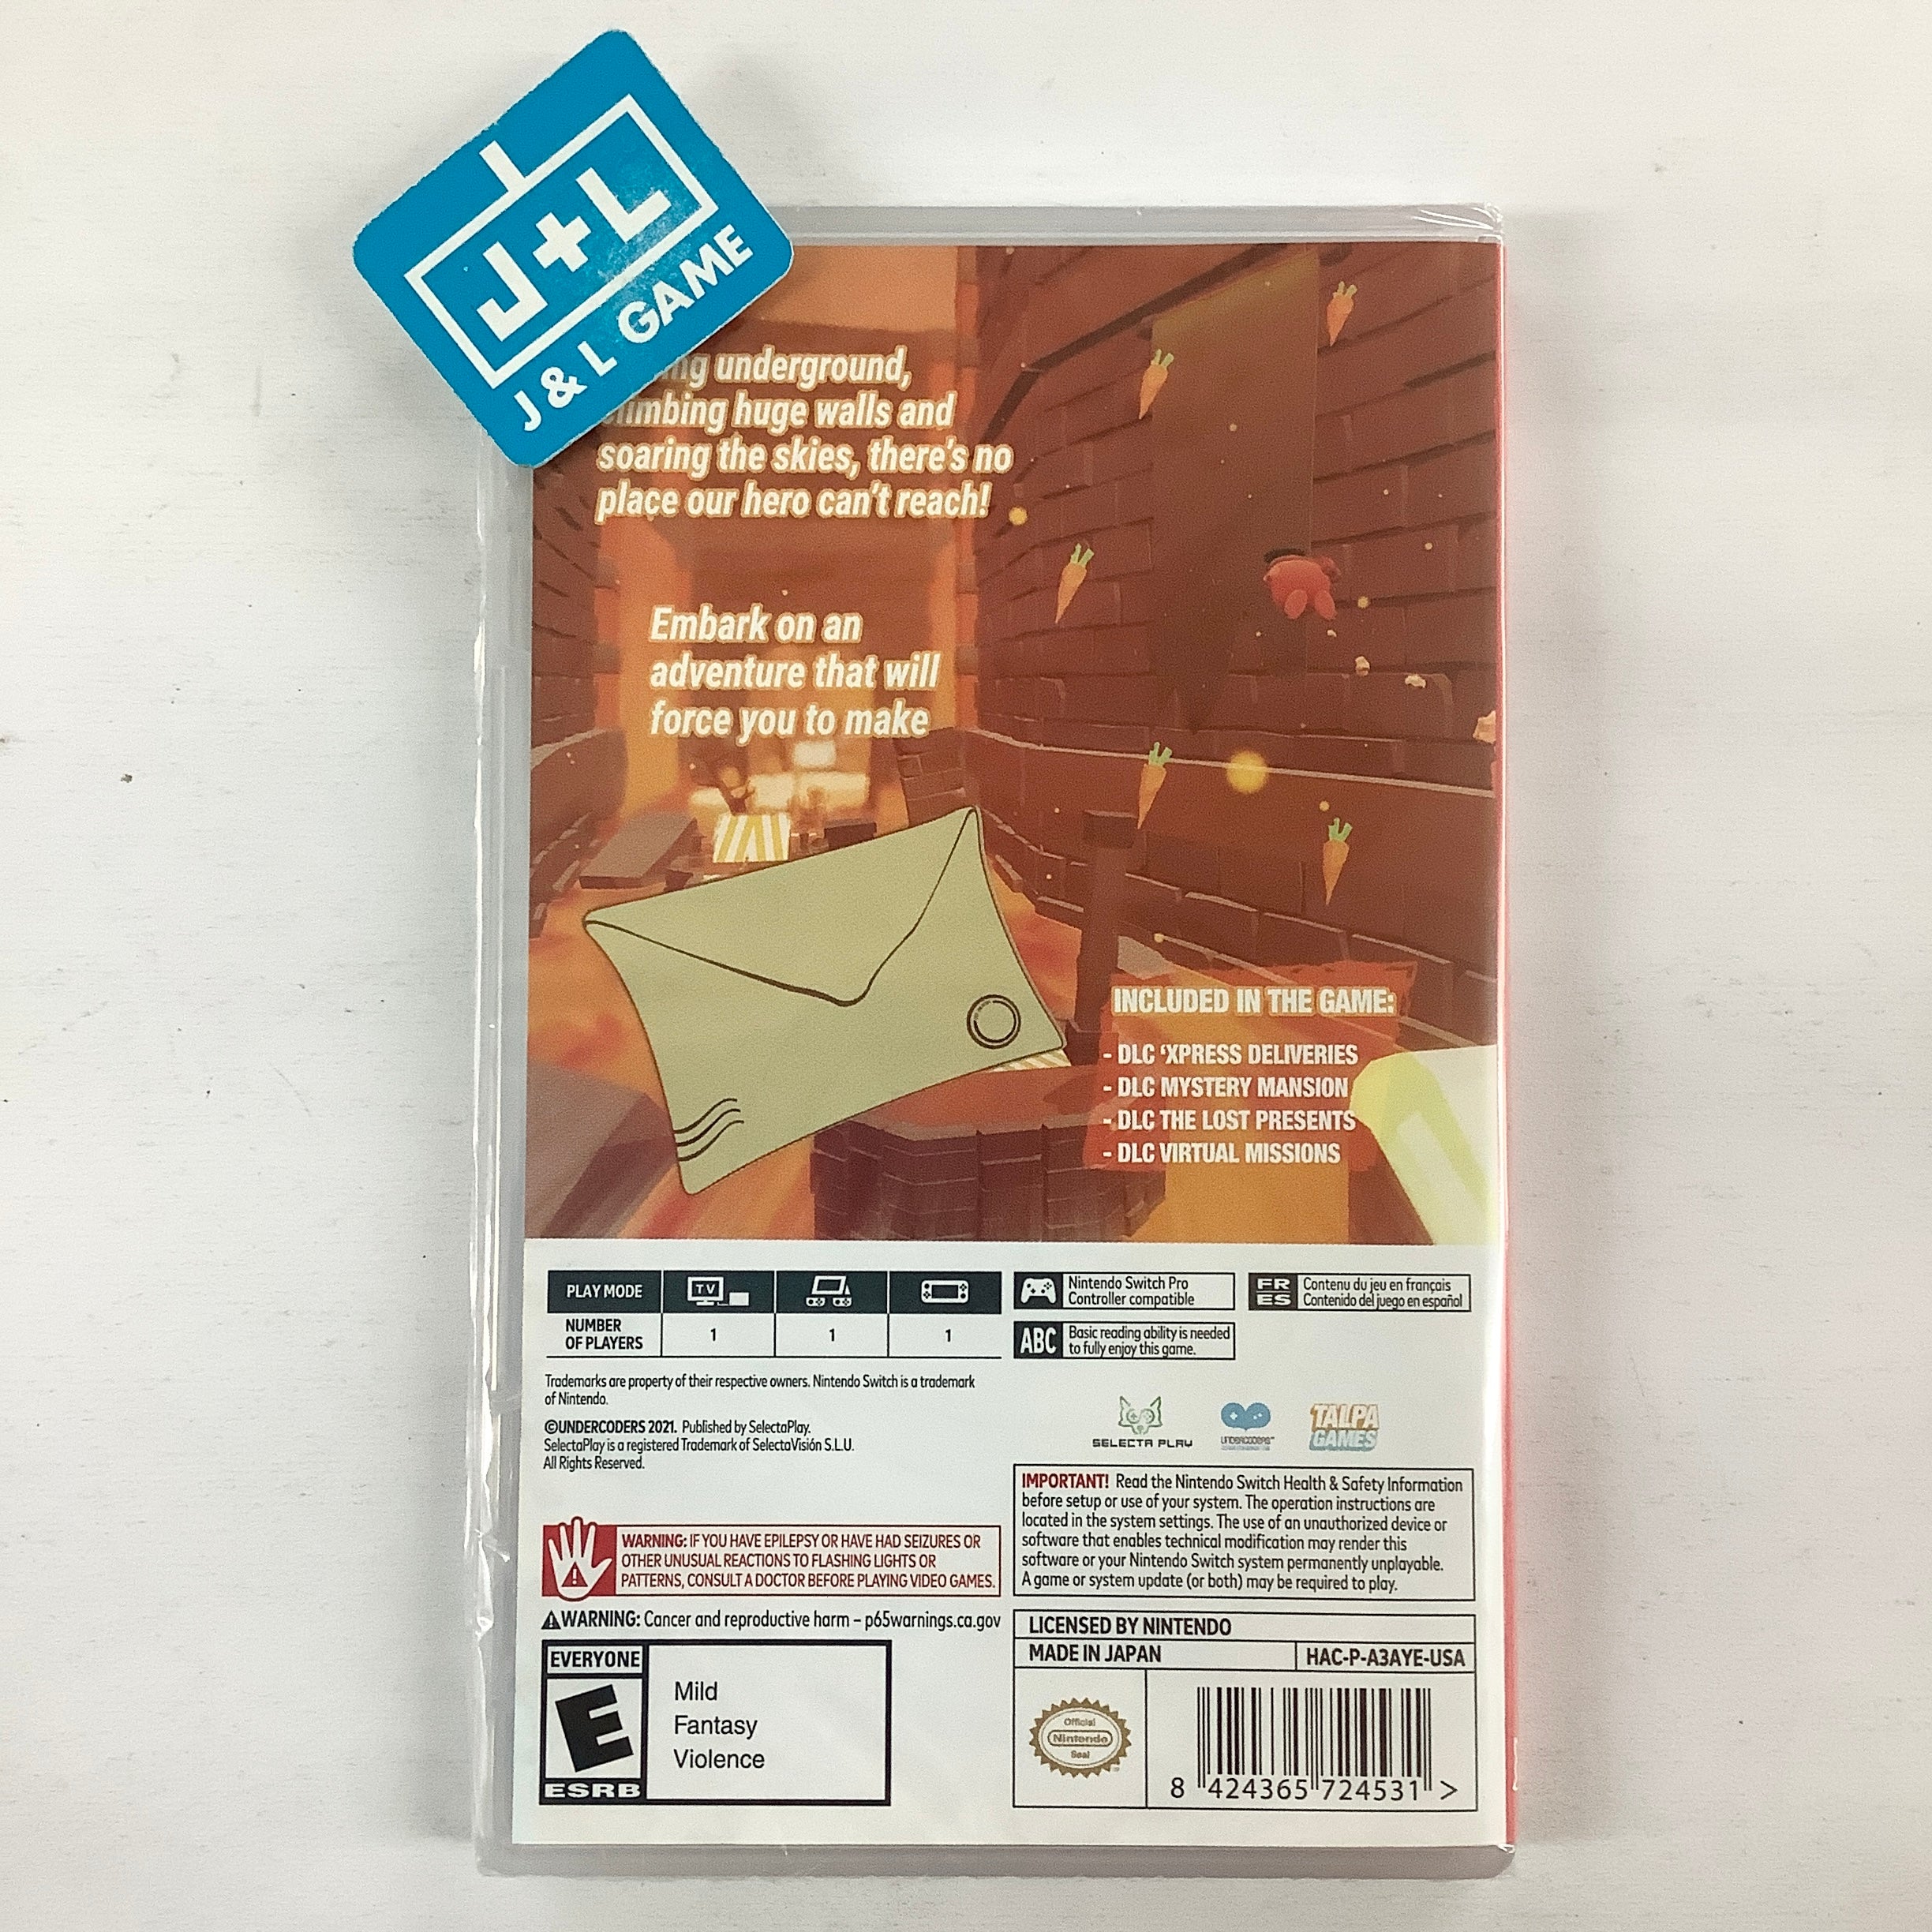 J+L
J & L GAME
underground,
huge walls and
soaring the skies, there's no
place our hero can't reach!
Embark on an
adventure that will
force you to make
INCLUDED IN THE GAME:
- DLC 'XPRESS DELIVERIES
- DLC MYSTERY MANSION
- DLC THE LOST PRESENTS
- DLC VIRTUAL MISSIONS
PLAY MODE
TV
NUMBER
OF PLAYERS
1
1
1
Nintendo Switch Pro
Controller compatible
FR
ES
Contenu du jeu en français
Contenido del juego en español
ABC
Basic reading ability is needed
to fully enjoy this game.
Trademarks are property of their respective owners. Nintendo Switch is a trademark
of Nintendo.
©UNDERCODERS 2021. Published by SelectaPlay.
SelectaPlay is a registered Trademark of SelectaVisión S.L.U.
All Rights Reserved.
SELECTA PLAY
UNDERCODERS
TALPA
GAMES
IMPORTANT! Read the Nintendo Switch Health & Safety Information
before setup or use of your system. The operation instructions are
located in the system settings. The use of an unauthorized device or
software that enables technical modification may render this
software or your Nintendo Switch system permanently unplayable.
A game or system update (or both) may be required to play.
WARNING: IF YOU HAVE EPILEPSY OR HAVE HAD SEIZURES OR
OTHER UNUSUAL REACTIONS TO FLASHING LIGHTS OR
PATTERNS, CONSULT A DOCTOR BEFORE PLAYING VIDEO GAMES.
WARNING: Cancer and reproductive harm – p65warnings.ca.gov
EVERYONE
E
ESRB
Mild
Fantasy
Violence
LICENSED BY NINTENDO
MADE IN JAPAN
HAC-P-A3AYE-USA
Official
Nintendo
Seal
8 424365 724531 >